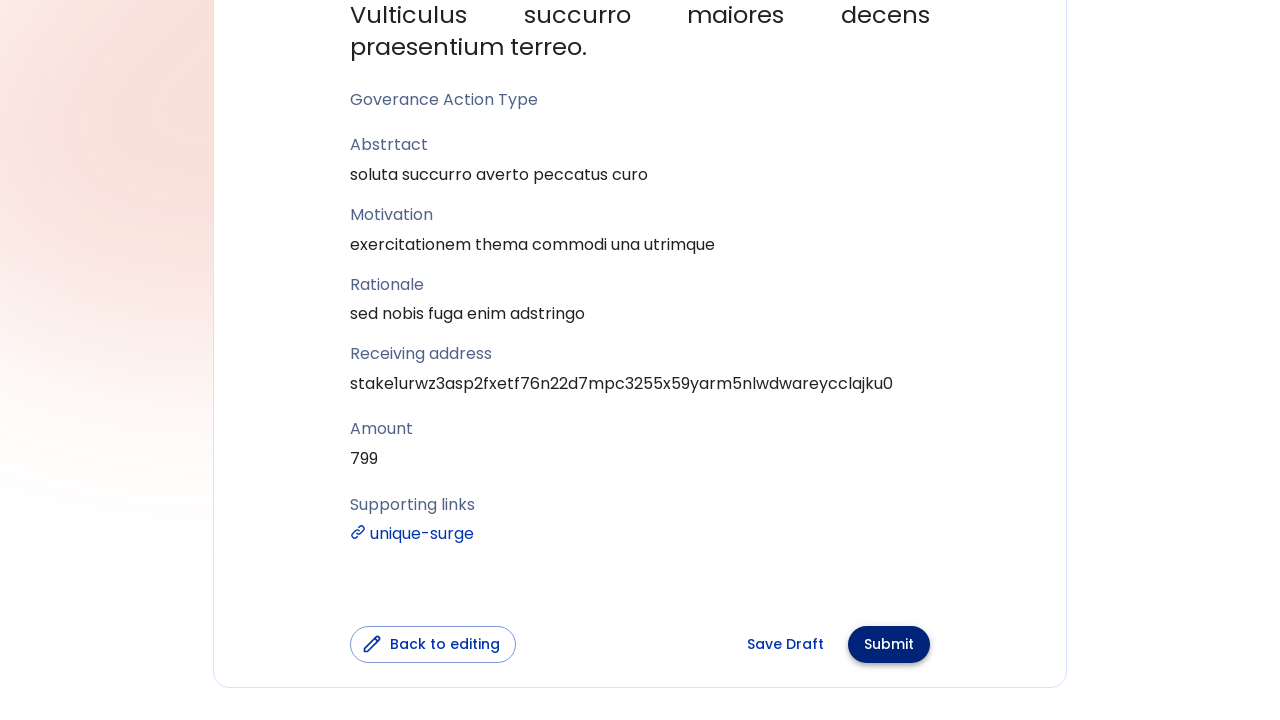 Vulticulus succurro maiores decens
praesentium terreo.
Goverance Action Type
Abstrtact
soluta succurro averto peccatus curo
Motivation
exercitationem thema commodi una utrimque
Rationale
sed nobis fuga enim adstringo
Receiving address
stake1urwz3asp2fxetf76n22d7mpc3255x59yarm5nlwdwareycclajku0
Amount
799
Supporting links
unique-surge
Back to editing
Save Draft
Submit